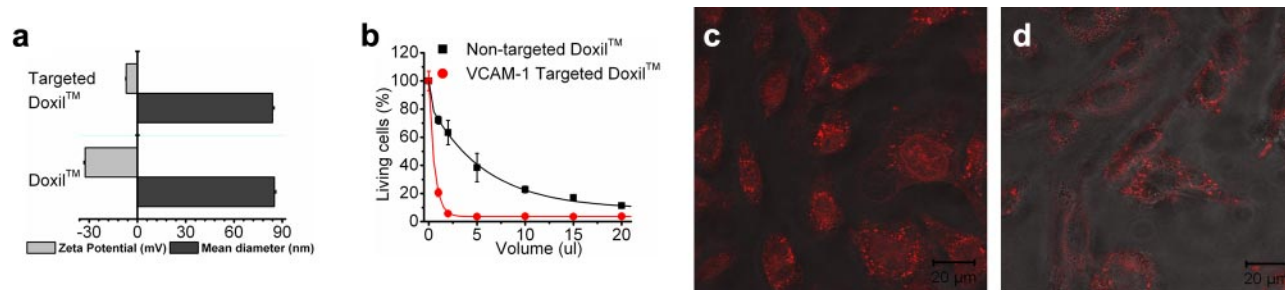 a
Targeted
Doxil™
Doxil™
-30 0 30 60 90
Zeta Potential (mV) Mean diameter (nm)
b
Non-targeted Doxil™
VCAM-1 Targeted Doxil™
Living cells (%)
120
100
80
60
40
20
0
0 5 10 15 20
Volume (ul)
c
20 µm
d
20 µm